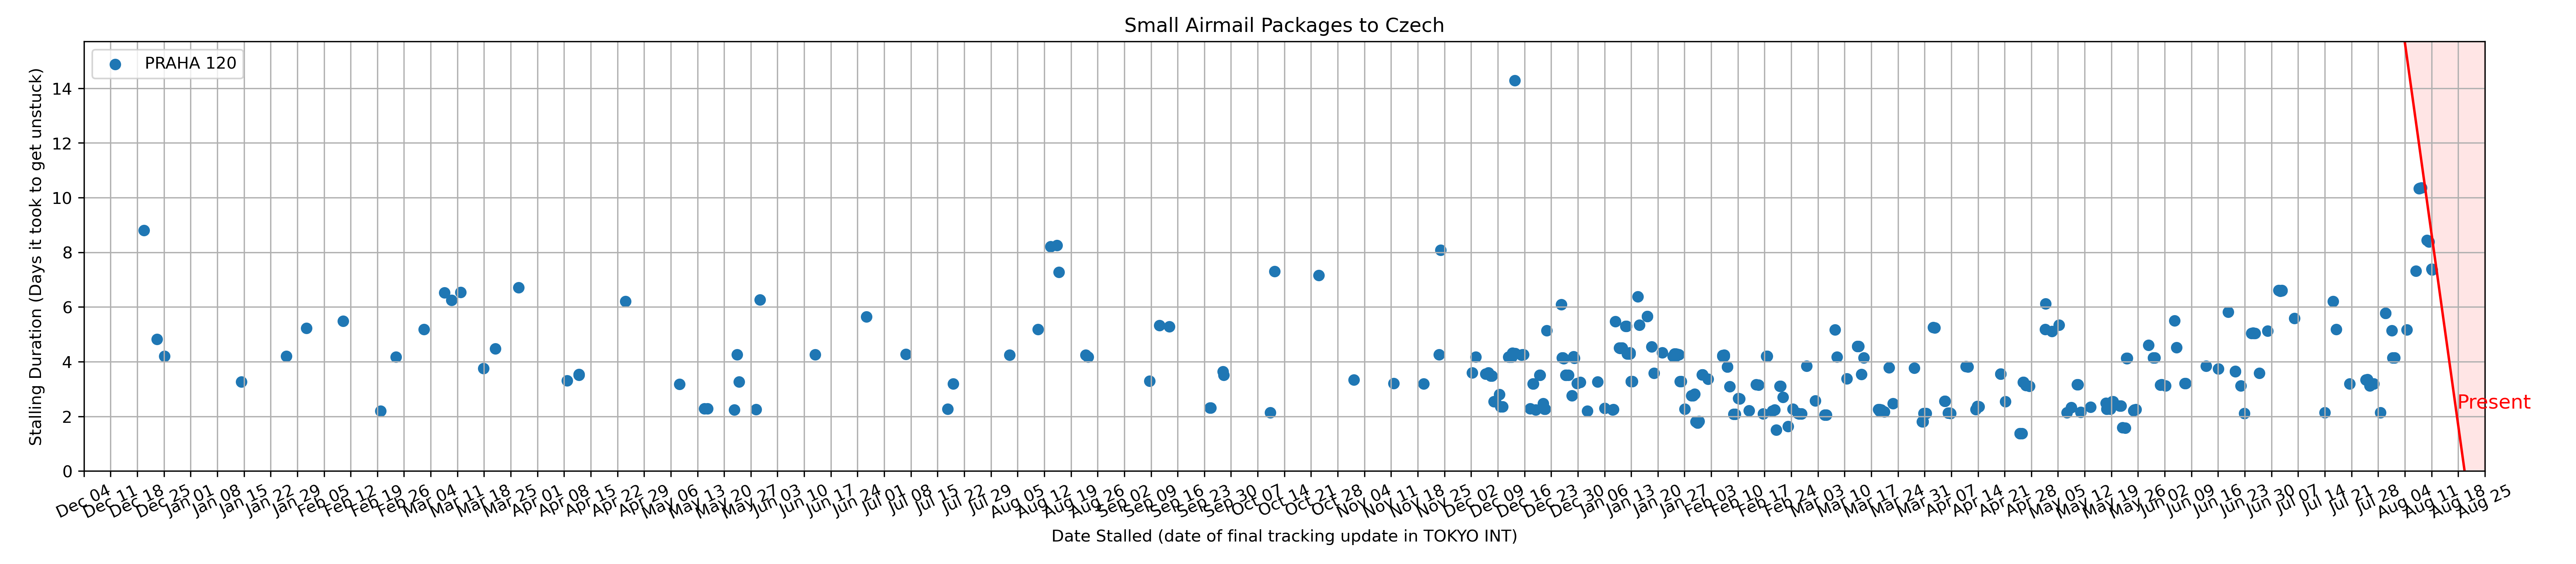 Small Airmail Packages to Czech
PRAHA 120
Stalling Duration (Days it took to get unstuck)
14
12
10
8
6
4
2
0
Present
Dec 04
Dec 11
Dec 18
Dec 25
Jan 01
Jan 08
Jan 15
Jan 22
Jan 29
Feb 05
Feb 12
Feb 19
Feb 26
Mar 04
Mar 11
Mar 18
Mar 25
Apr 01
Apr 08
Apr 15
Apr 22
Apr 29
May 06
May 13
May 20
May 27
Jun 03
Jun 10
Jun 17
Jun 24
Jul 01
Jul 08
Jul 15
Jul 22
Jul 29
Aug 05
Aug 12
Aug 19
Aug 26
Sep 02
Sep 09
Sep 16
Sep 23
Sep 30
Oct 07
Oct 14
Oct 21
Oct 28
Nov 04
Nov 11
Nov 18
Nov 25
Dec 02
Dec 09
Dec 16
Dec 23
Dec 30
Jan 06
Jan 13
Jan 20
Jan 27
Feb 03
Feb 10
Feb 17
Feb 24
Mar 03
Mar 10
Mar 17
Mar 24
Mar 31
Apr 07
Apr 14
Apr 21
Apr 28
May 05
May 12
May 19
May 26
Jun 02
Jun 09
Jun 16
Jun 23
Jun 30
Jul 07
Jul 14
Jul 21
Jul 28
Aug 04
Aug 11
Aug 18
Aug 25
Date Stalled (date of final tracking update in TOKYO INT)